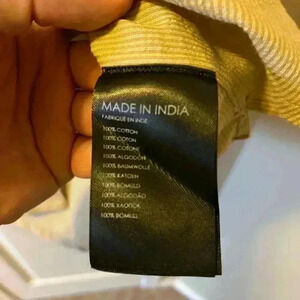 MADE IN INDIA
FABRIQUE EN INDE
100% COTTON
100% COTON
100% COTONE
100% ALGODÓN
100% BAUMWOLLE
100% KATOEN
100% BOMULD
100% ALGODÃO
100% ΧΛΟΠΟΚ
100% BOMULL